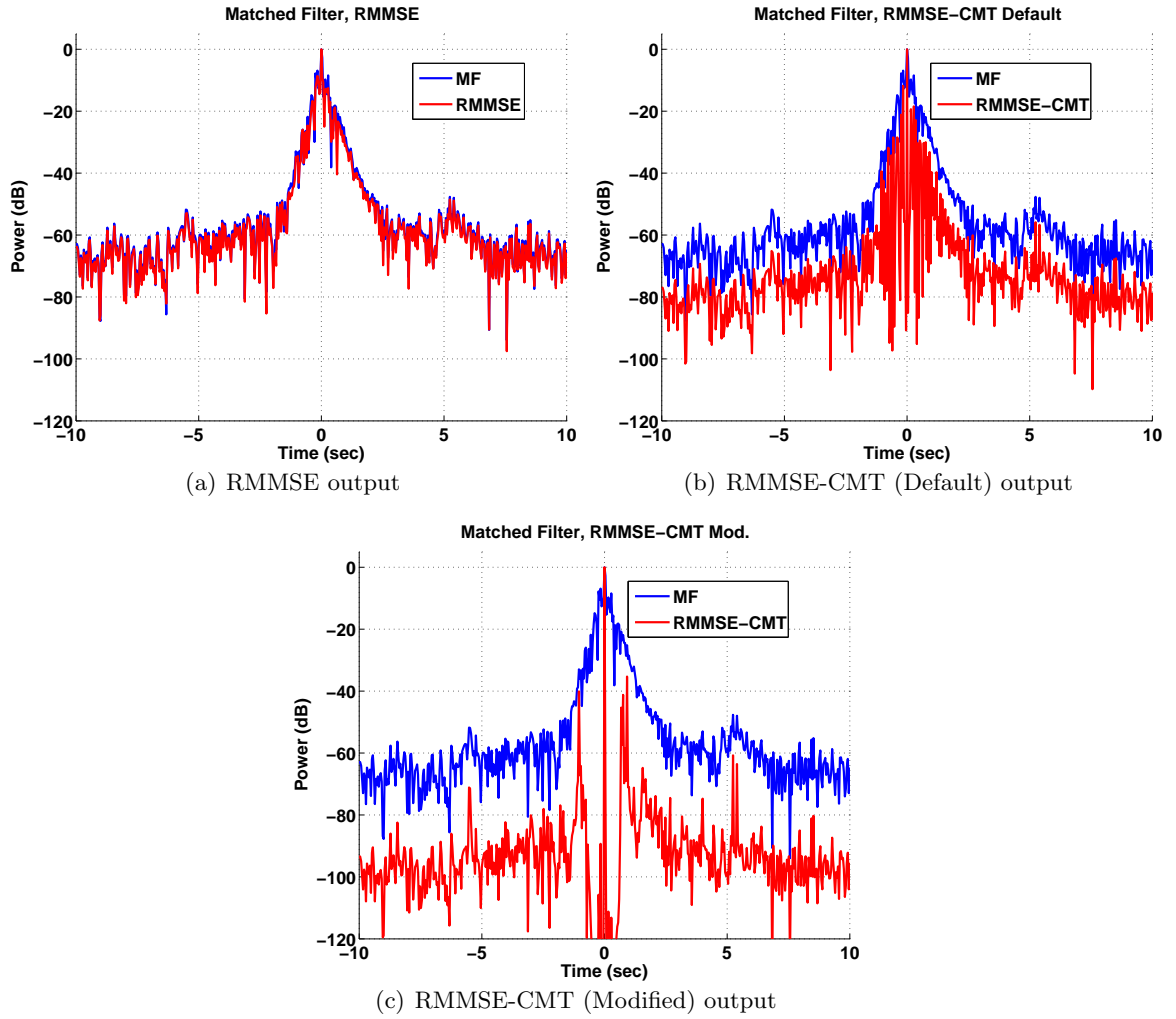 Matched Filter, RMMSE
0
−20
−40
−60
−80
−100
−120
−10
−5
0
5
10
Power (dB)
Time (sec)
MF
RMMSE
(a) RMMSE output
Matched Filter, RMMSE−CMT Default
0
−20
−40
−60
−80
−100
−120
−10
−5
0
5
10
Power (dB)
Time (sec)
MF
RMMSE−CMT
(b) RMMSE-CMT (Default) output
Matched Filter, RMMSE−CMT Mod.
0
−20
−40
−60
−80
−100
−120
−10
−5
0
5
10
Power (dB)
Time (sec)
MF
RMMSE−CMT
(c) RMMSE-CMT (Modified) output